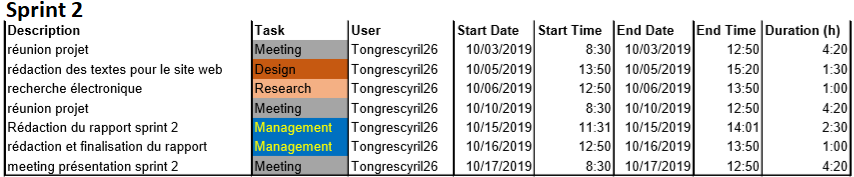 Sprint 2
Description Task User Start Date Start Time End Date End Time Duration (h)
réunion projet Meeting Tongrescyril26 10/03/2019 8:30 10/03/2019 12:50 4:20
rédaction des textes pour le site web Design Tongrescyril26 10/05/2019 13:50 10/05/2019 15:20 1:30
recherche électronique Research Tongrescyril26 10/06/2019 12:50 10/06/2019 13:50 1:00
réunion projet Meeting Tongrescyril26 10/10/2019 8:30 10/10/2019 12:50 4:20
Rédaction du rapport sprint 2 Management Tongrescyril26 10/15/2019 11:31 10/15/2019 14:01 2:30
rédaction et finalisation du rapport Management Tongrescyril26 10/16/2019 12:50 10/16/2019 13:50 1:00
meeting présentation sprint 2 Meeting Tongrescyril26 10/17/2019 8:30 10/17/2019 12:50 4:20